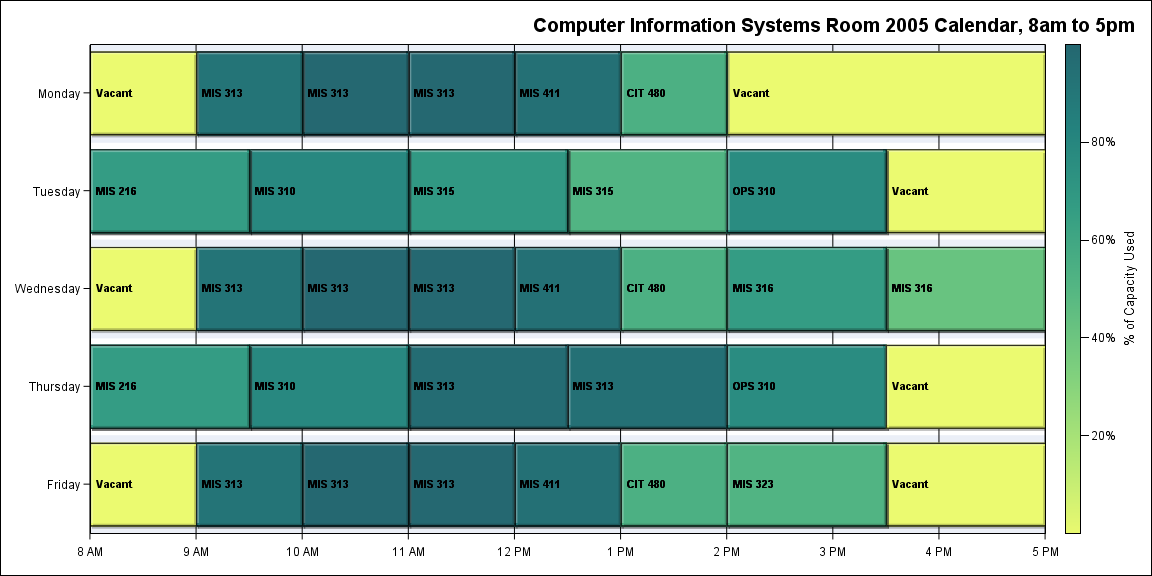 Computer Information Systems Room 2005 Calendar, 8am to 5pm
Monday
Vacant
MIS 313
MIS 313
MIS 313
MIS 411
CIT 480
Vacant
Tuesday
MIS 216
MIS 310
MIS 315
MIS 315
OPS 310
Vacant
Wednesday
Vacant
MIS 313
MIS 313
MIS 313
MIS 411
CIT 480
MIS 316
MIS 316
Thursday
MIS 216
MIS 310
MIS 313
MIS 313
OPS 310
Vacant
Friday
Vacant
MIS 313
MIS 313
MIS 313
MIS 411
CIT 480
MIS 323
Vacant
8 AM
9 AM
10 AM
11 AM
12 PM
1 PM
2 PM
3 PM
4 PM
5 PM
80%
60%
40%
20%
% of Capacity Used